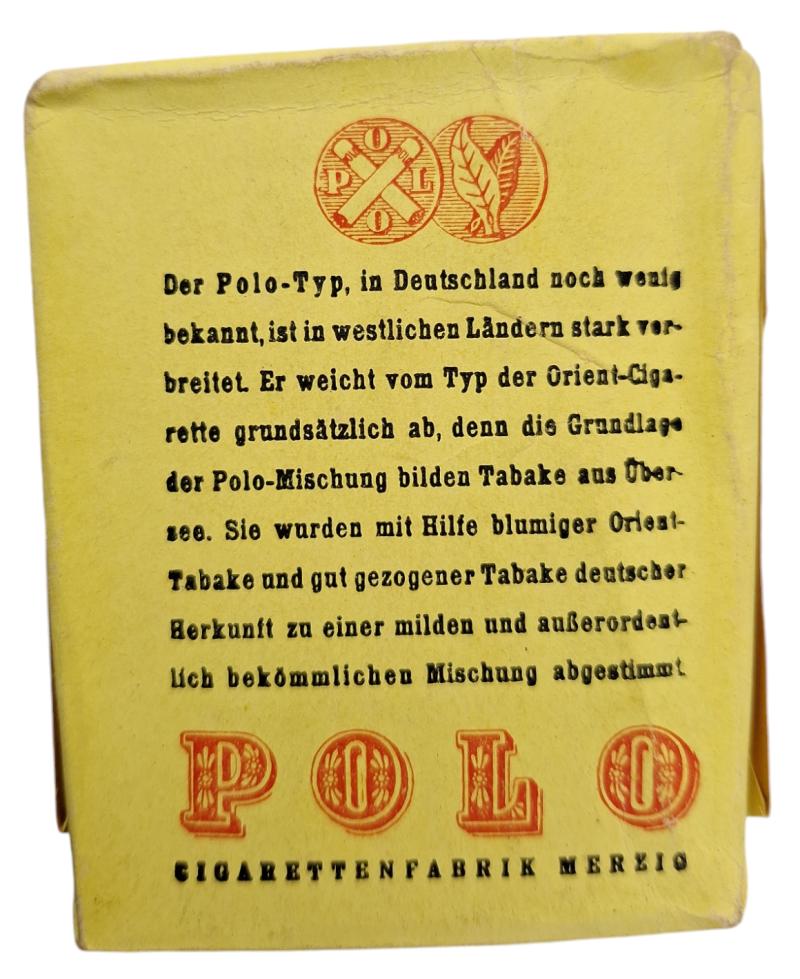 POLO
Der Polo-Typ, in Deutschland noch wenig
bekannt, ist in westlichen Ländern stark ver-
breitet. Er weicht vom Typ der Orient-Ciga-
rette grundsätzlich ab, denn die Grundlage
der Polo-Mischung bilden Tabake aus Über-
see. Sie wurden mit Hilfe blumiger Orient-
Tabake und gut gezogener Tabake deutscher
Herkunft zu einer milden und außerordent-
lich bekömmlichen Mischung abgestimmt.
POLO
CIGARETTENFABRIK MERZIG